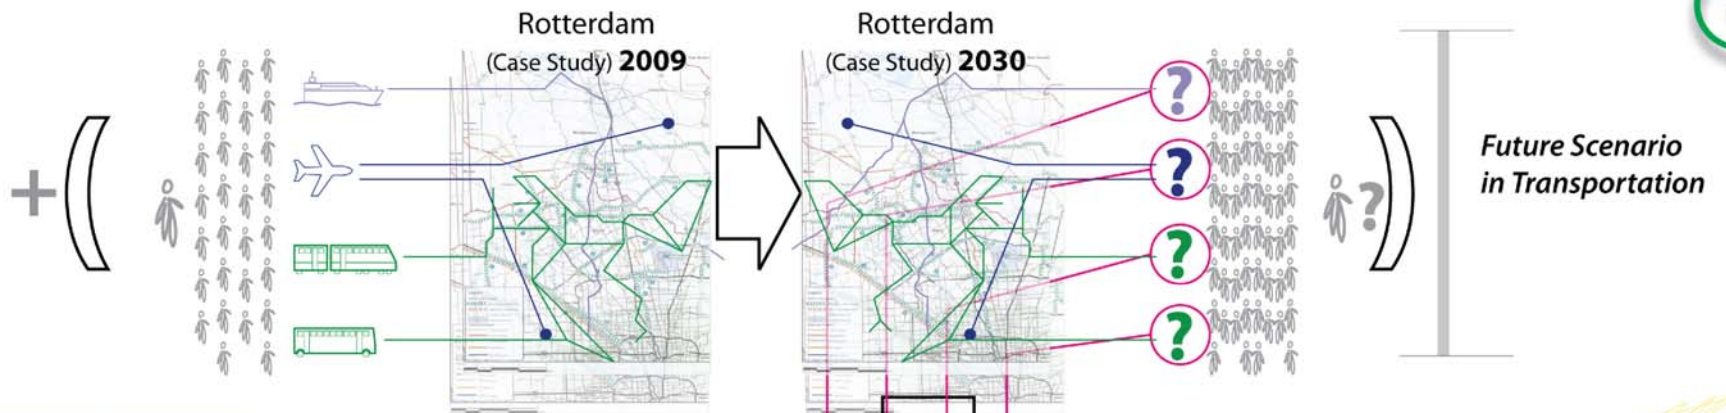 Rotterdam
(Case Study) 2009
Rotterdam
(Case Study) 2030
+
(
?
?
?
?
?
)
Future Scenario
in Transportation